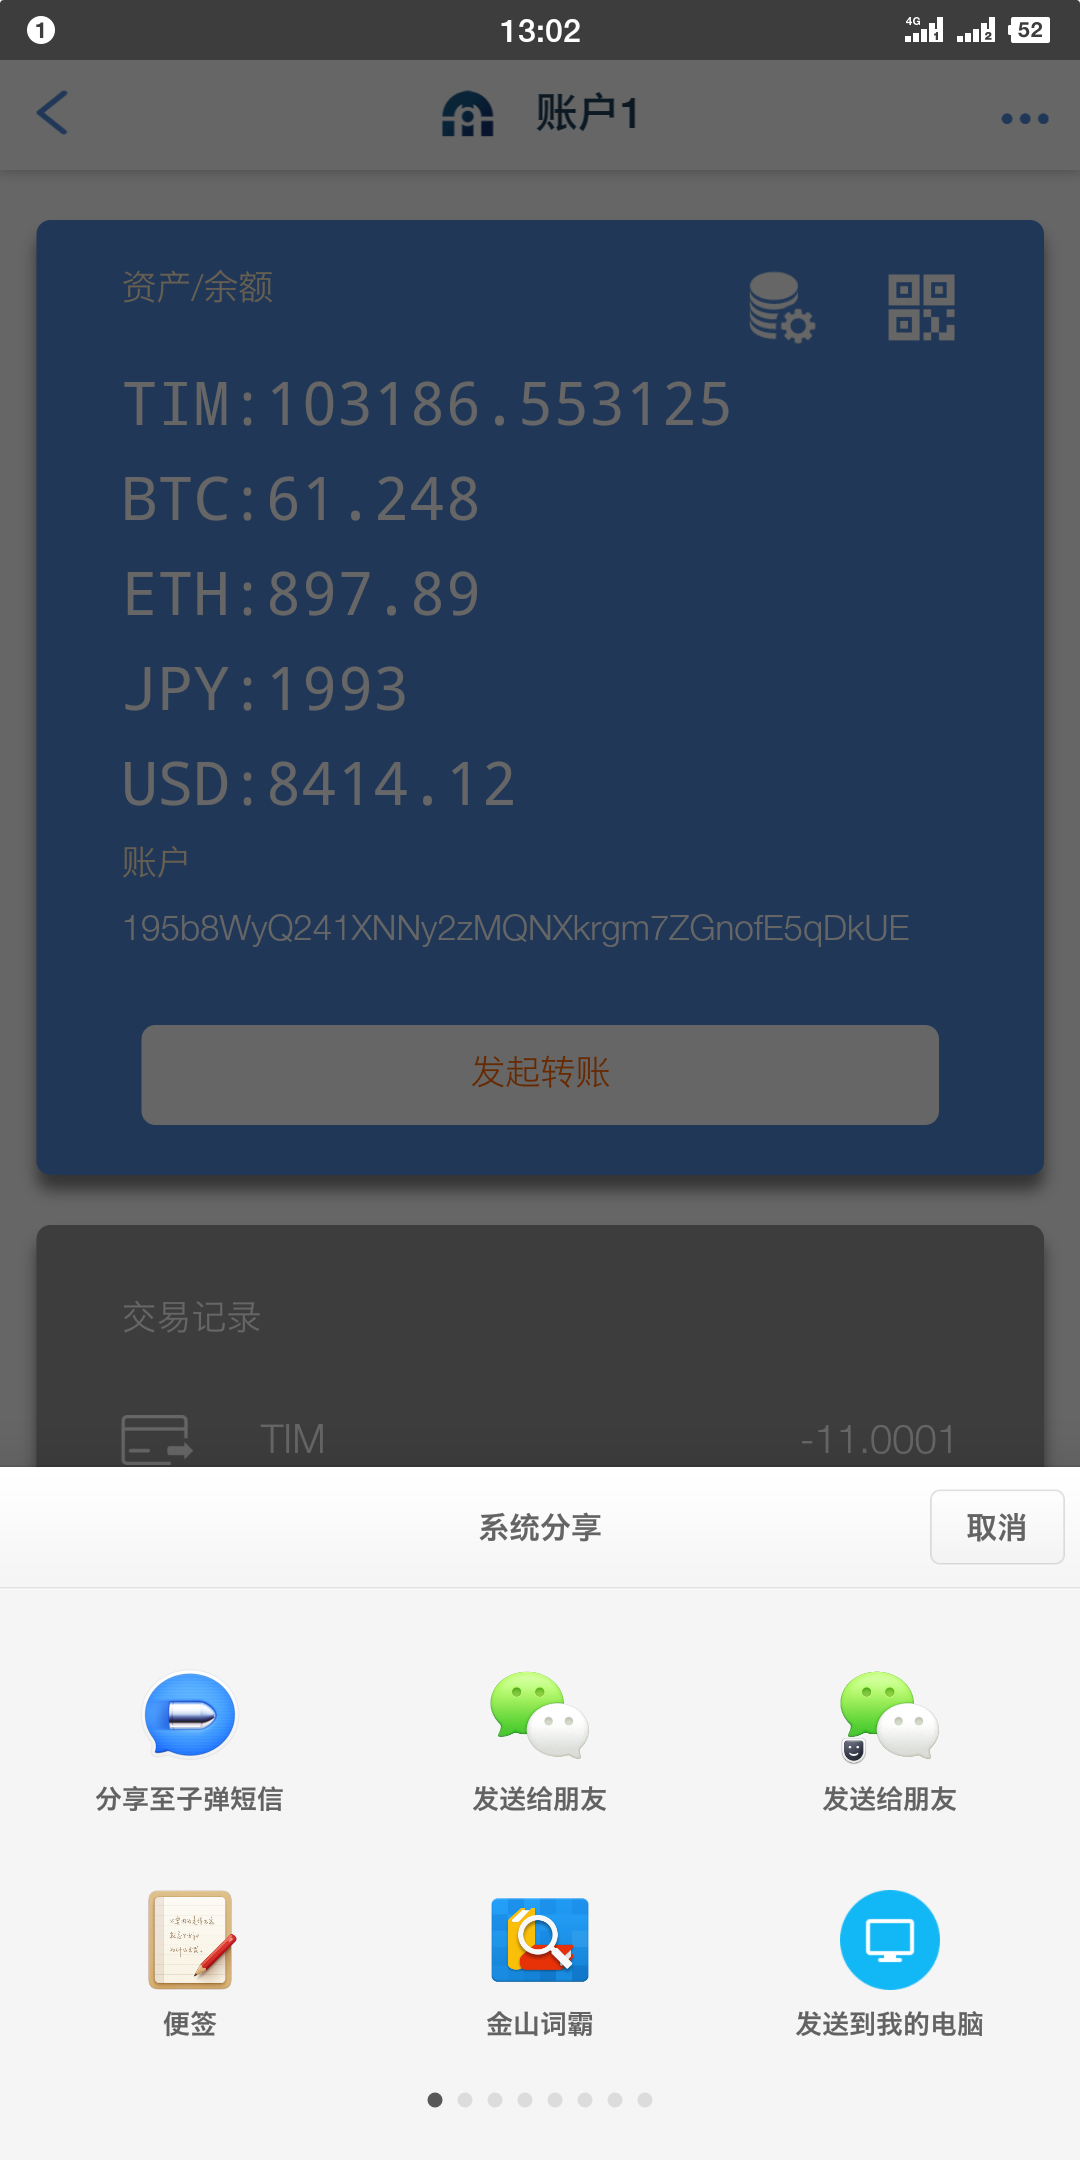 1
13:02
4G 1 2 52
账户1
资产/余额
TIM:103186.553125
BTC:61.248
ETH:897.89
JPY:1993
USD:8414.12
账户
195b8WyQ241XNNy2zMQNXkrgm7ZGnofE5qDkUE
发起转账
交易记录
TIM -11.0001
系统分享 取消
分享至子弹短信 发送给朋友 发送给朋友
便签 金山词霸 发送到我的电脑